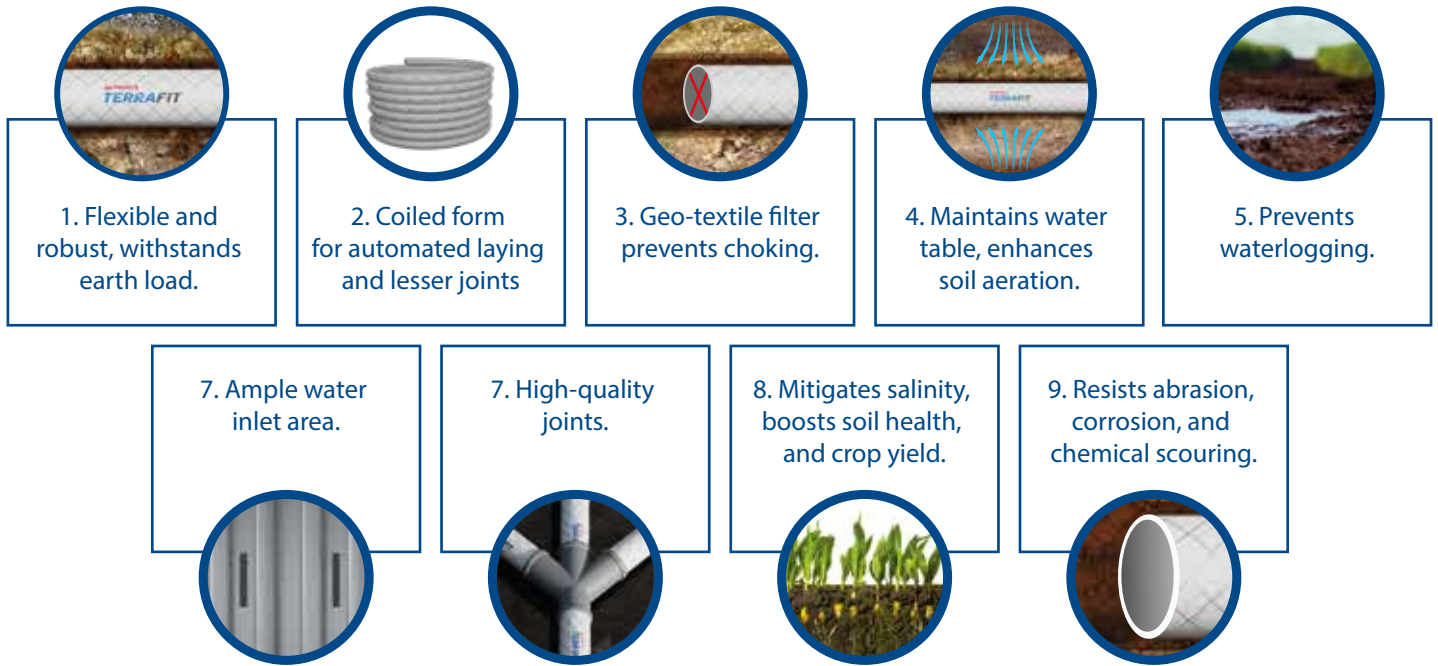 TERRAFIT
1. Flexible and
robust, withstands
earth load.
2. Coiled form
for automated laying
and lesser joints
3. Geo-textile filter
prevents choking.
TERRAFIT
4. Maintains water
table, enhances
soil aeration.
5. Prevents
waterlogging.
7. Ample water
inlet area.
7. High-quality
joints.
8. Mitigates salinity,
boosts soil health,
and crop yield.
9. Resists abrasion,
corrosion, and
chemical scouring.